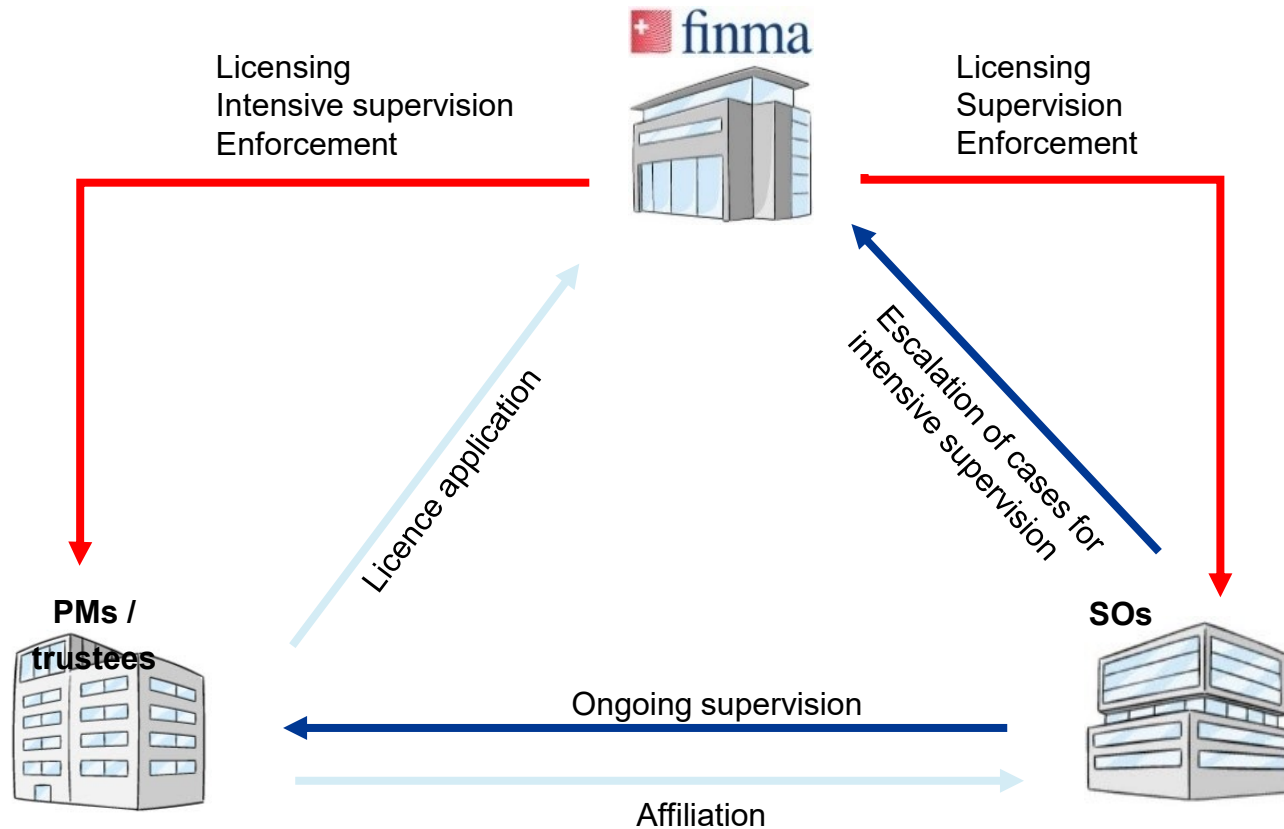 finma
Licensing
Intensive supervision
Enforcement
Licensing
Supervision
Enforcement
Licence application
Escalation of cases for
intensive supervision
PMs /
trustees
SOs
Ongoing supervision
Affiliation